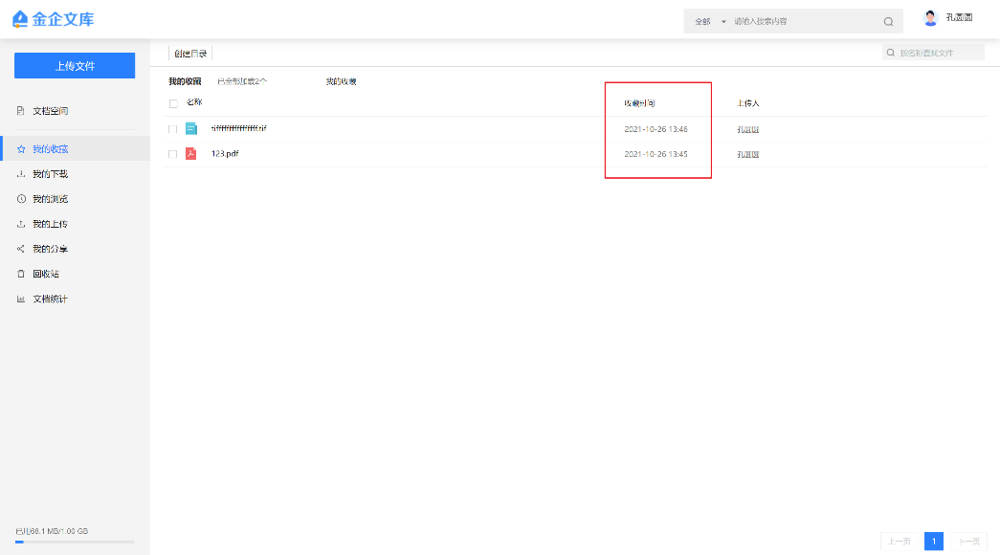 金企文库
全部 请输入搜索内容 孔圆圆
上传文件
创建目录 按名称查找文件
我的收藏 已全部加载2个 我的收藏
名称 收藏时间 上传人
tifffffffffffffffff.tif 2021-10-26 13:46 孔圆圆
123.pdf 2021-10-26 13:45 孔圆圆
文档空间
我的收藏
我的下载
我的浏览
我的上传
我的分享
回收站
文档统计
已用68.1 MB/1.00 GB
上一页 1 下一页